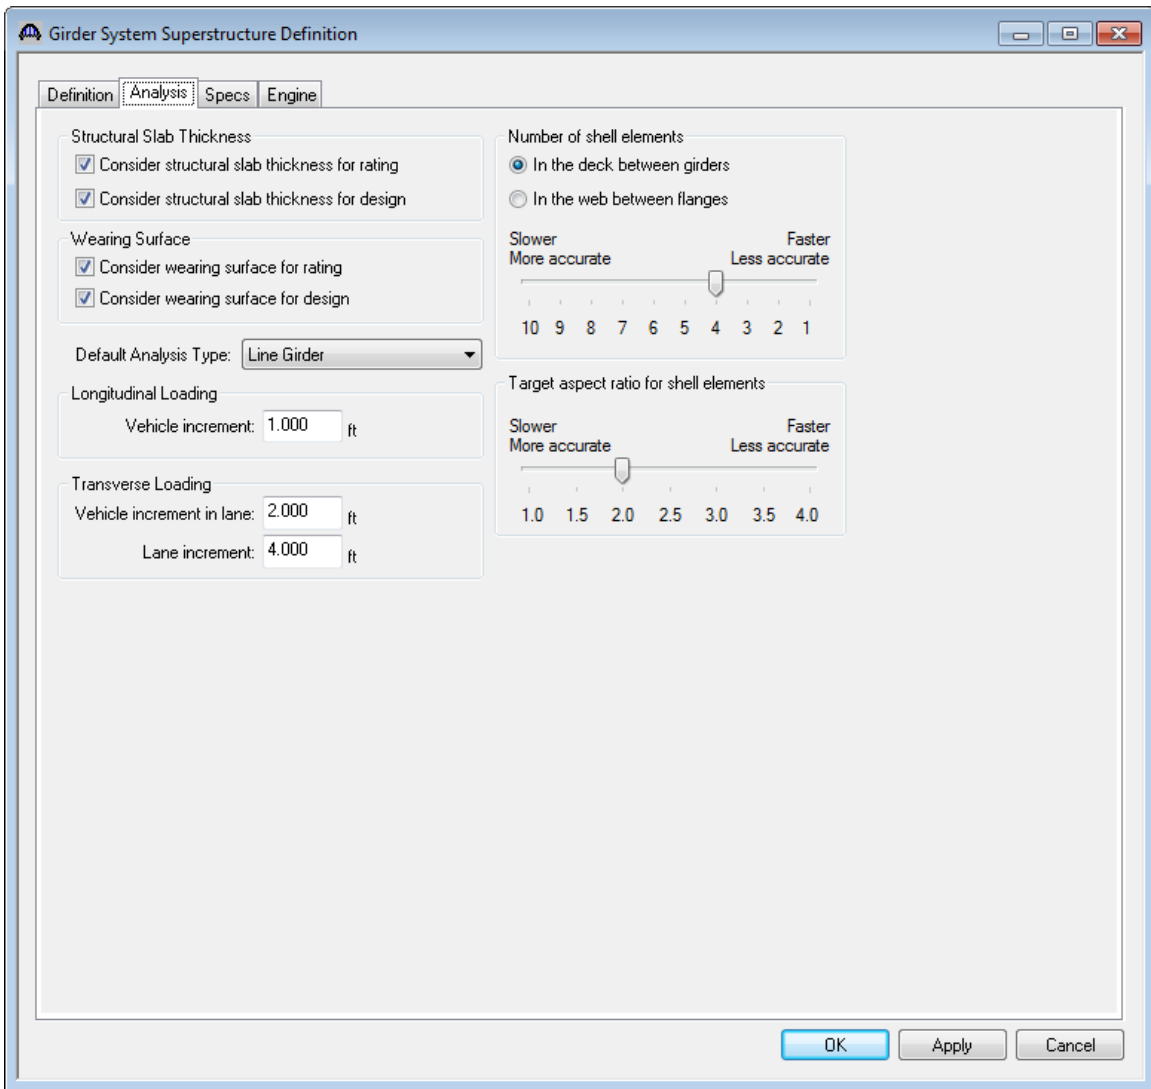 Girder System Superstructure Definition
Definition Analysis Specs Engine
Structural Slab Thickness
Consider structural slab thickness for rating
Consider structural slab thickness for design
Wearing Surface
Consider wearing surface for rating
Consider wearing surface for design
Default Analysis Type: Line Girder
Longitudinal Loading
Vehicle increment: 1.000 ft
Transverse Loading
Vehicle increment in lane: 2.000 ft
Lane increment: 4.000 ft
Number of shell elements
In the deck between girders
In the web between flanges
Slower Faster
More accurate Less accurate
10 9 8 7 6 5 4 3 2 1
Target aspect ratio for shell elements
Slower Faster
More accurate Less accurate
1.0 1.5 2.0 2.5 3.0 3.5 4.0
OK Apply Cancel